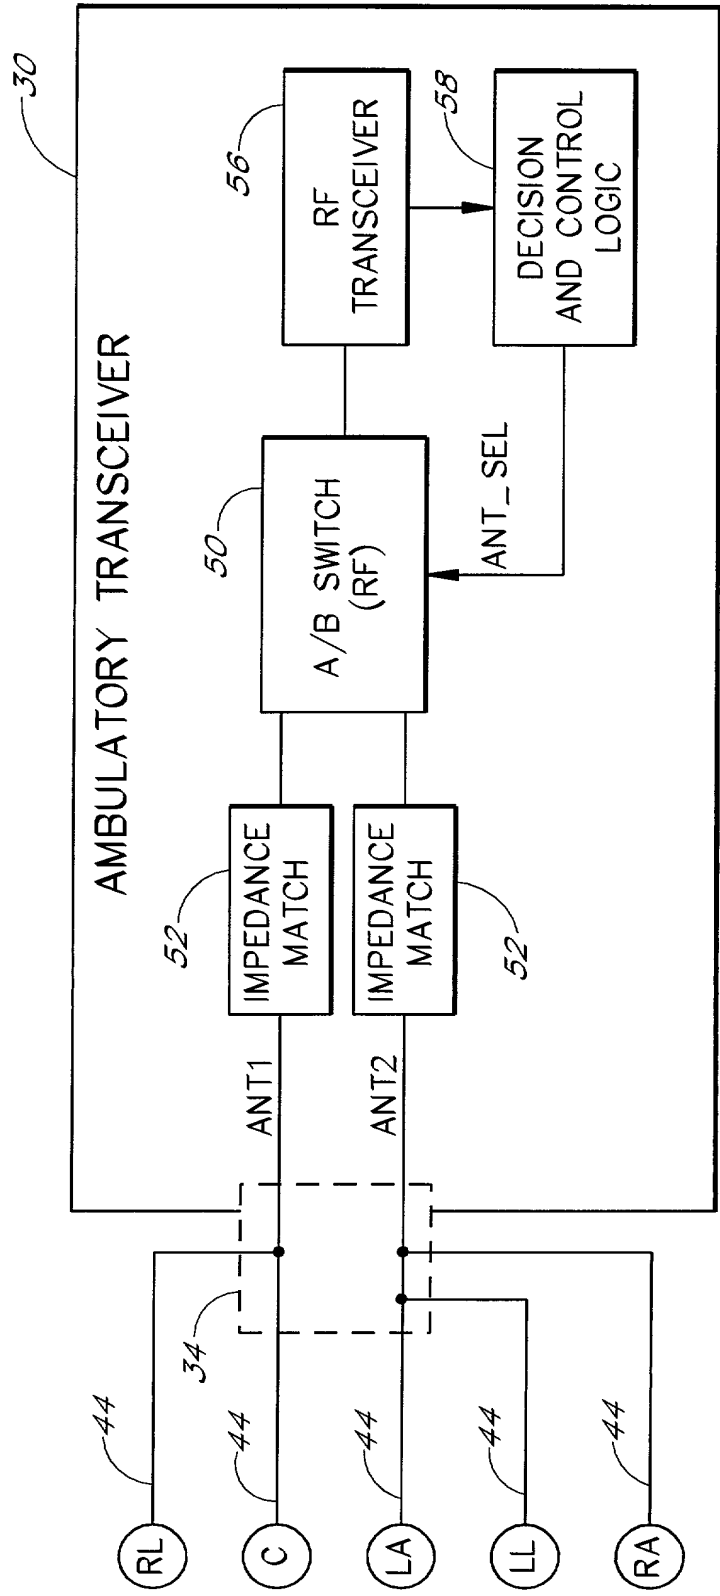 30
AMBULATORY TRANSCEIVER
56
RF
TRANSCEIVER
58
DECISION
AND CONTROL
LOGIC
50
A/B SWITCH
(RF)
ANT_SEL
52
IMPEDANCE
MATCH
IMPEDANCE
MATCH
52
ANT1
ANT2
34
44
RL
44
C
44
LA
44
LL
44
RA